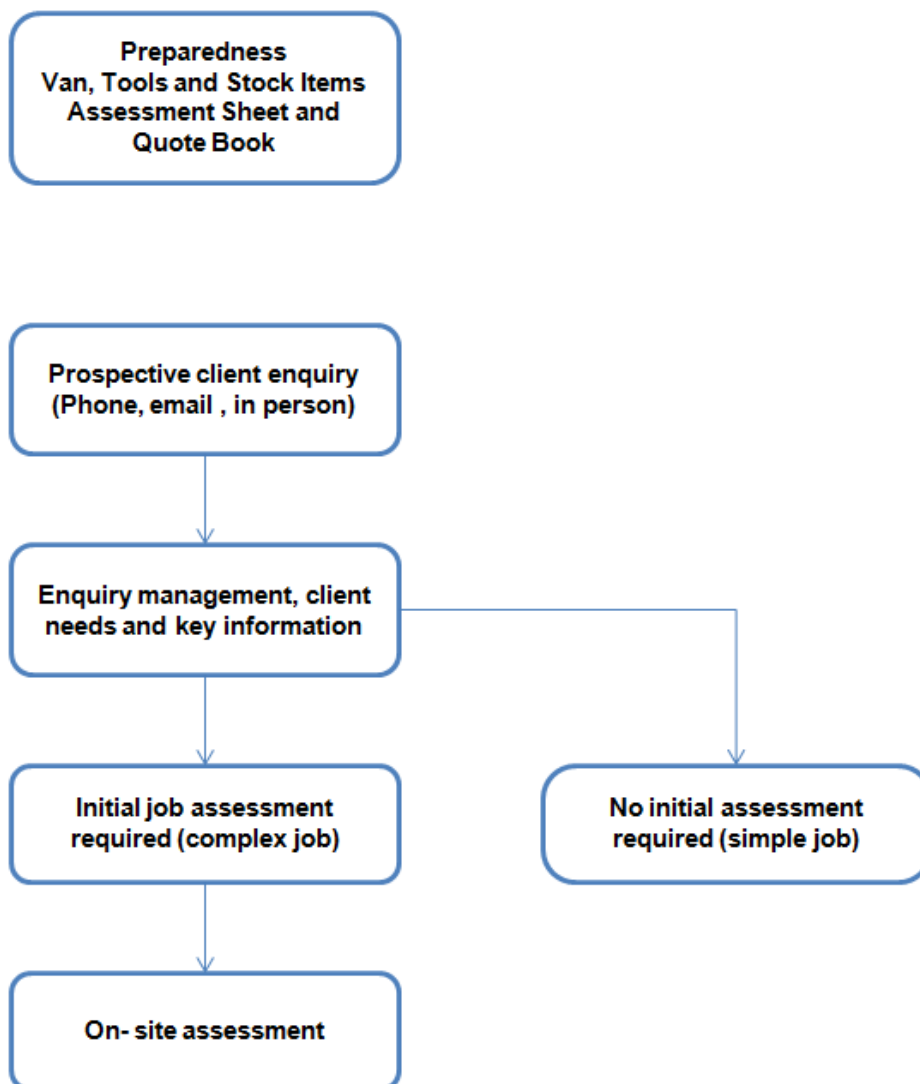 Preparedness
Van, Tools and Stock Items
Assessment Sheet and
Quote Book
Prospective client enquiry
(Phone, email , in person)
Enquiry management, client
needs and key information
Initial job assessment
required (complex job)
No initial assessment
required (simple job)
On- site assessment